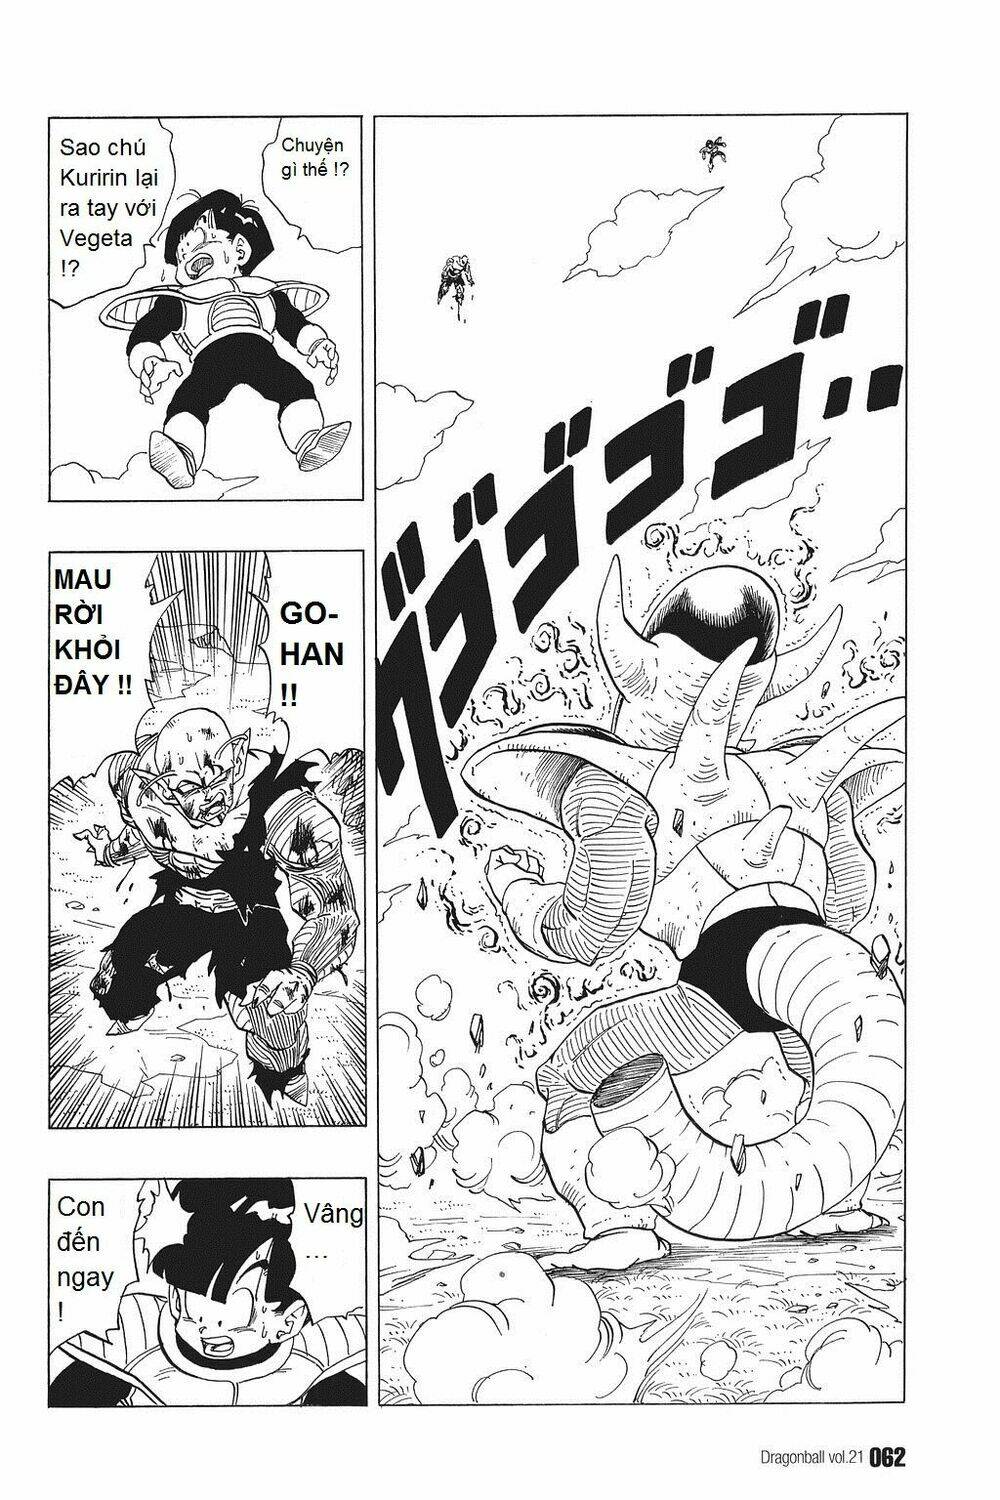 ゴゴゴゴゴ‥
Chuyện
gì thế !?
Sao chú
Kuririn lại
ra tay với
Vegeta
!?
GO-
HAN
!!
MAU
RỜI
KHỎI
ĐÂY !!
Vâng
...
Con
đến
ngay
!
Dragonball vol.21 062